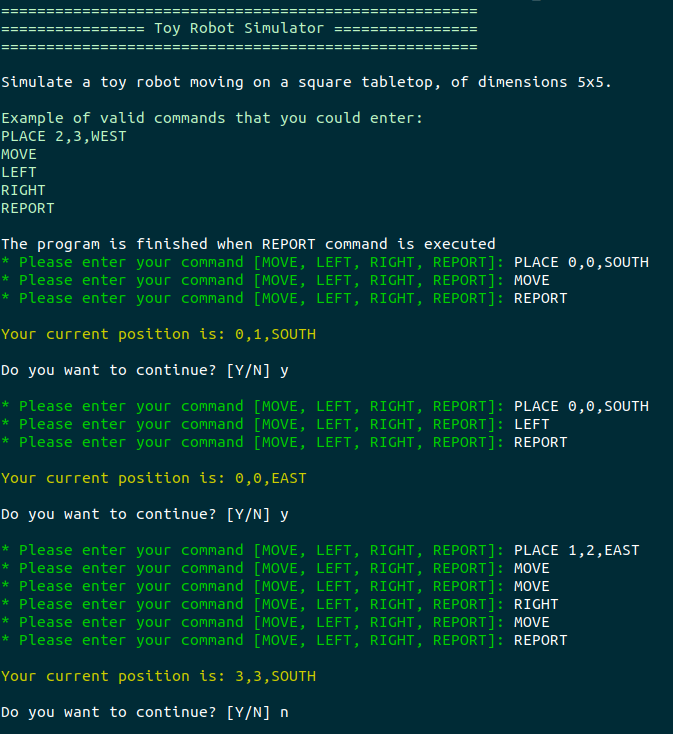 =====================================================
================ Toy Robot Simulator ================
=====================================================
Simulate a toy robot moving on a square tabletop, of dimensions 5x5.
Example of valid commands that you could enter:
PLACE 2,3,WEST
MOVE
LEFT
RIGHT
REPORT
The program is finished when REPORT command is executed
* Please enter your command [MOVE, LEFT, RIGHT, REPORT]: PLACE 0,0,SOUTH
* Please enter your command [MOVE, LEFT, RIGHT, REPORT]: MOVE
* Please enter your command [MOVE, LEFT, RIGHT, REPORT]: REPORT
Your current position is: 0,1,SOUTH
Do you want to continue? [Y/N] y
* Please enter your command [MOVE, LEFT, RIGHT, REPORT]: PLACE 0,0,SOUTH
* Please enter your command [MOVE, LEFT, RIGHT, REPORT]: LEFT
* Please enter your command [MOVE, LEFT, RIGHT, REPORT]: REPORT
Your current position is: 0,0,EAST
Do you want to continue? [Y/N] y
* Please enter your command [MOVE, LEFT, RIGHT, REPORT]: PLACE 1,2,EAST
* Please enter your command [MOVE, LEFT, RIGHT, REPORT]: MOVE
* Please enter your command [MOVE, LEFT, RIGHT, REPORT]: MOVE
* Please enter your command [MOVE, LEFT, RIGHT, REPORT]: RIGHT
* Please enter your command [MOVE, LEFT, RIGHT, REPORT]: MOVE
* Please enter your command [MOVE, LEFT, RIGHT, REPORT]: REPORT
Your current position is: 3,3,SOUTH
Do you want to continue? [Y/N] n